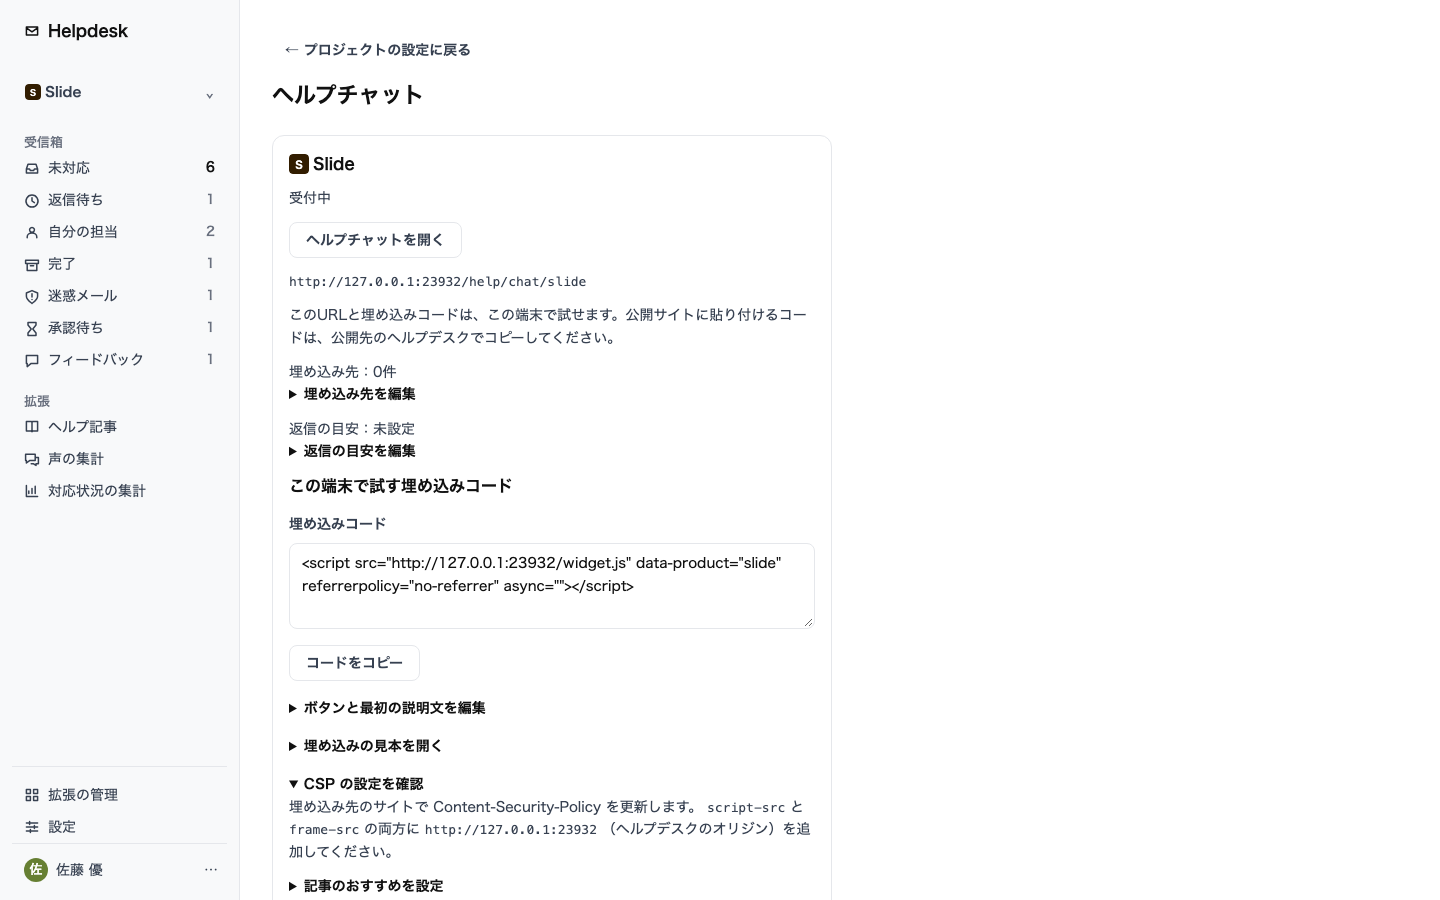 Helpdesk
S Slide
受信箱
未対応 6
返信待ち 1
自分の担当 2
完了 1
迷惑メール 1
承認待ち 1
フィードバック 1
拡張
ヘルプ記事
声の集計
対応状況の集計
拡張の管理
設定
佐 佐藤 優 …
← プロジェクトの設定に戻る
ヘルプチャット
S Slide
受付中
ヘルプチャットを開く
http://127.0.0.1:23932/help/chat/slide
このURLと埋め込みコードは、この端末で試せます。公開サイトに貼り付けるコー
ドは、公開先のヘルプデスクでコピーしてください。
埋め込み先：0件
▶ 埋め込み先を編集
返信の目安：未設定
▶ 返信の目安を編集
この端末で試す埋め込みコード
埋め込みコード
<script src="http://127.0.0.1:23932/widget.js" data-product="slide"
referrerpolicy="no-referrer" async=""></script>
コードをコピー
▶ ボタンと最初の説明文を編集
▶ 埋め込みの見本を開く
▼ CSP の設定を確認
埋め込み先のサイトで Content-Security-Policy を更新します。 script-src と
frame-src の両方に http://127.0.0.1:23932 （ヘルプデスクのオリジン）を追
加してください。
▶ 記事のおすすめを設定